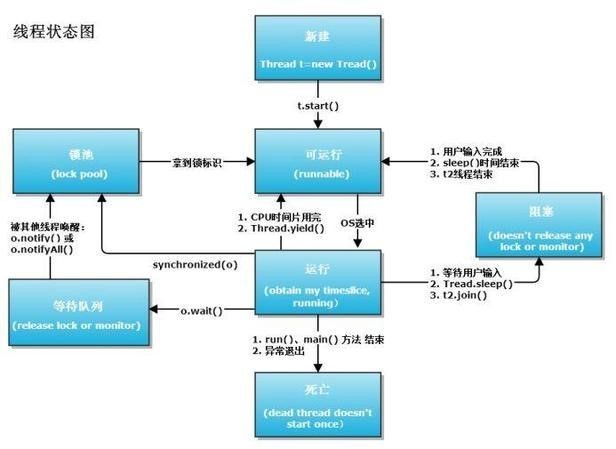 线程状态图
新建
Thread t=new Tread()
t.start()
锁池
(lock pool)
拿到锁标识
可运行
(runnable)
1. 用户输入完成
2. sleep()时间结束
3. t2线程结束
阻塞
(doesn't release any
lock or monitor)
被其他线程唤醒：
o.notify() 或
o.notifyAll()
1. CPU时间片用完
2. Thread.yield()
OS选中
synchronized(o)
运行
(obtain my timeslice,
running）
1. 等待用户输入
2. Tread.sleep()
3. t2.join()
等待队列
(release lock or monitor)
o.wait()
1. run()、main() 方法 结束
2. 异常退出
死亡
(dead thread doesn't
start once）